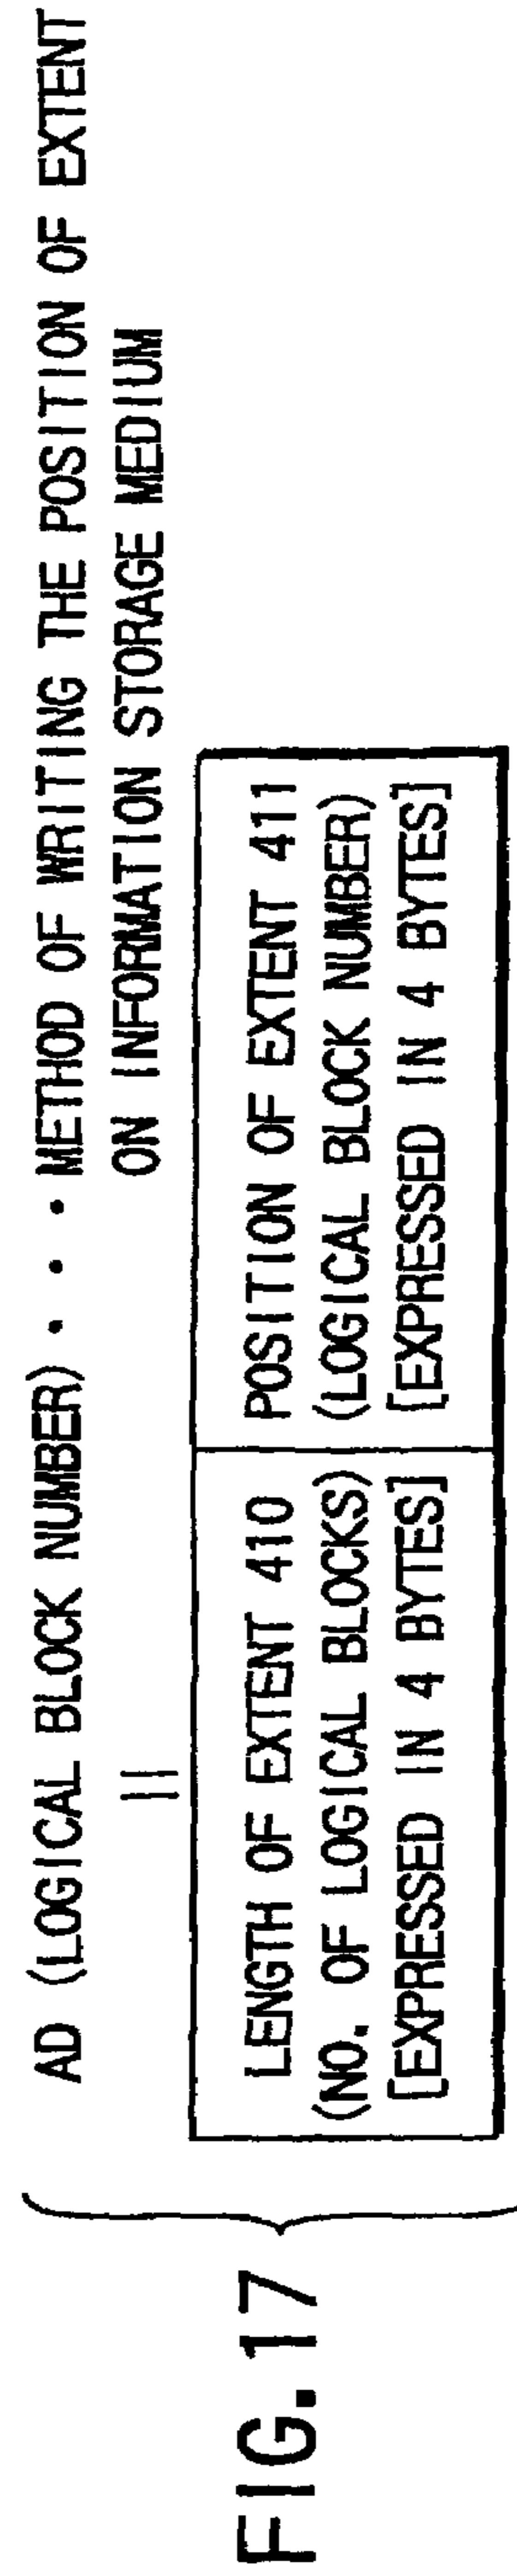 FIG. 17
AD (LOGICAL BLOCK NUMBER) · · · METHOD OF WRITING THE POSITION OF EXTENT
ON INFORMATION STORAGE MEDIUM
=
LENGTH OF EXTENT 410
(NO. OF LOGICAL BLOCKS)
[EXPRESSED IN 4 BYTES]
POSITION OF EXTENT 411
(LOGICAL BLOCK NUMBER)
[EXPRESSED IN 4 BYTES]